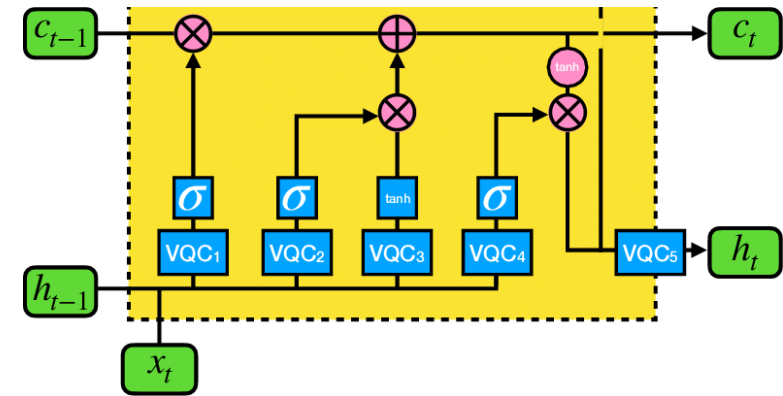 c_{t-1} ⊗ ⊕ c_t
tanh
⊗ ⊗
σ σ tanh σ
VQC₁ VQC₂ VQC₃ VQC₄ VQC₅ h_t
h_{t-1}
x_t